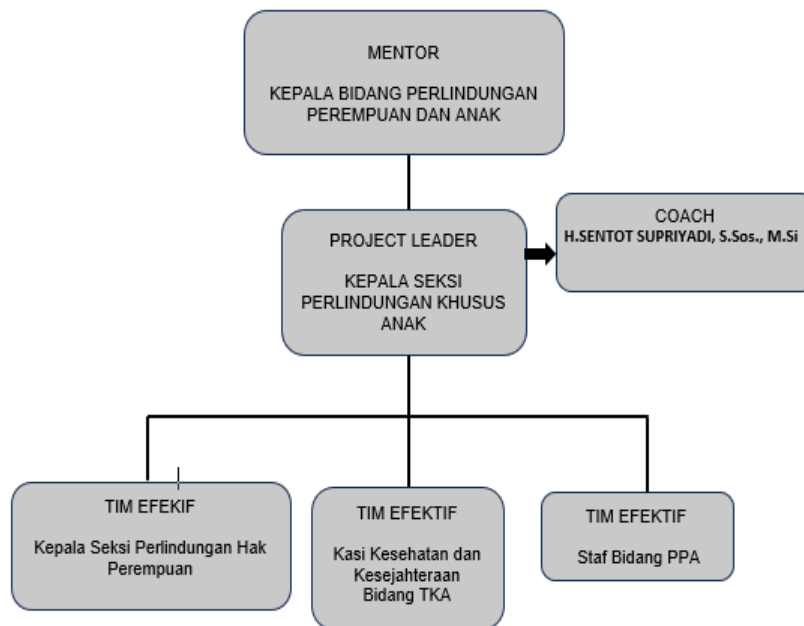 MENTOR
KEPALA BIDANG PERLINDUNGAN
PEREMPUAN DAN ANAK
PROJECT LEADER
KEPALA SEKSI
PERLINDUNGAN KHUSUS
ANAK
COACH
H.SENTOT SUPRIYADI, S.Sos., M.Si
TIM EFEKIF
Kepala Seksi Perlindungan Hak
Perempuan
TIM EFEKTIF
Kasi Kesehatan dan
Kesejahteraan
Bidang TKA
TIM EFEKTIF
Staf Bidang PPA